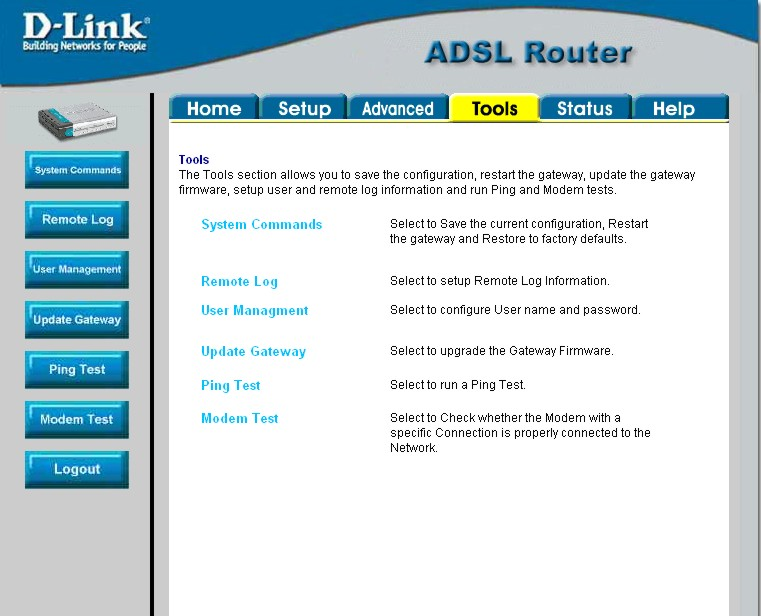 D-Link®
Building Networks for People
ADSL Router
Home Setup Advanced Tools Status Help
System Commands
Remote Log
User Management
Update Gateway
Ping Test
Modem Test
Logout
Tools
The Tools section allows you to save the configuration, restart the gateway, update the gateway
firmware, setup user and remote log information and run Ping and Modem tests.
System Commands Select to Save the current configuration, Restart
the gateway and Restore to factory defaults.
Remote Log Select to setup Remote Log Information.
User Managment Select to configure User name and password.
Update Gateway Select to upgrade the Gateway Firmware.
Ping Test Select to run a Ping Test.
Modem Test Select to Check whether the Modem with a
specific Connection is properly connected to the
Network.